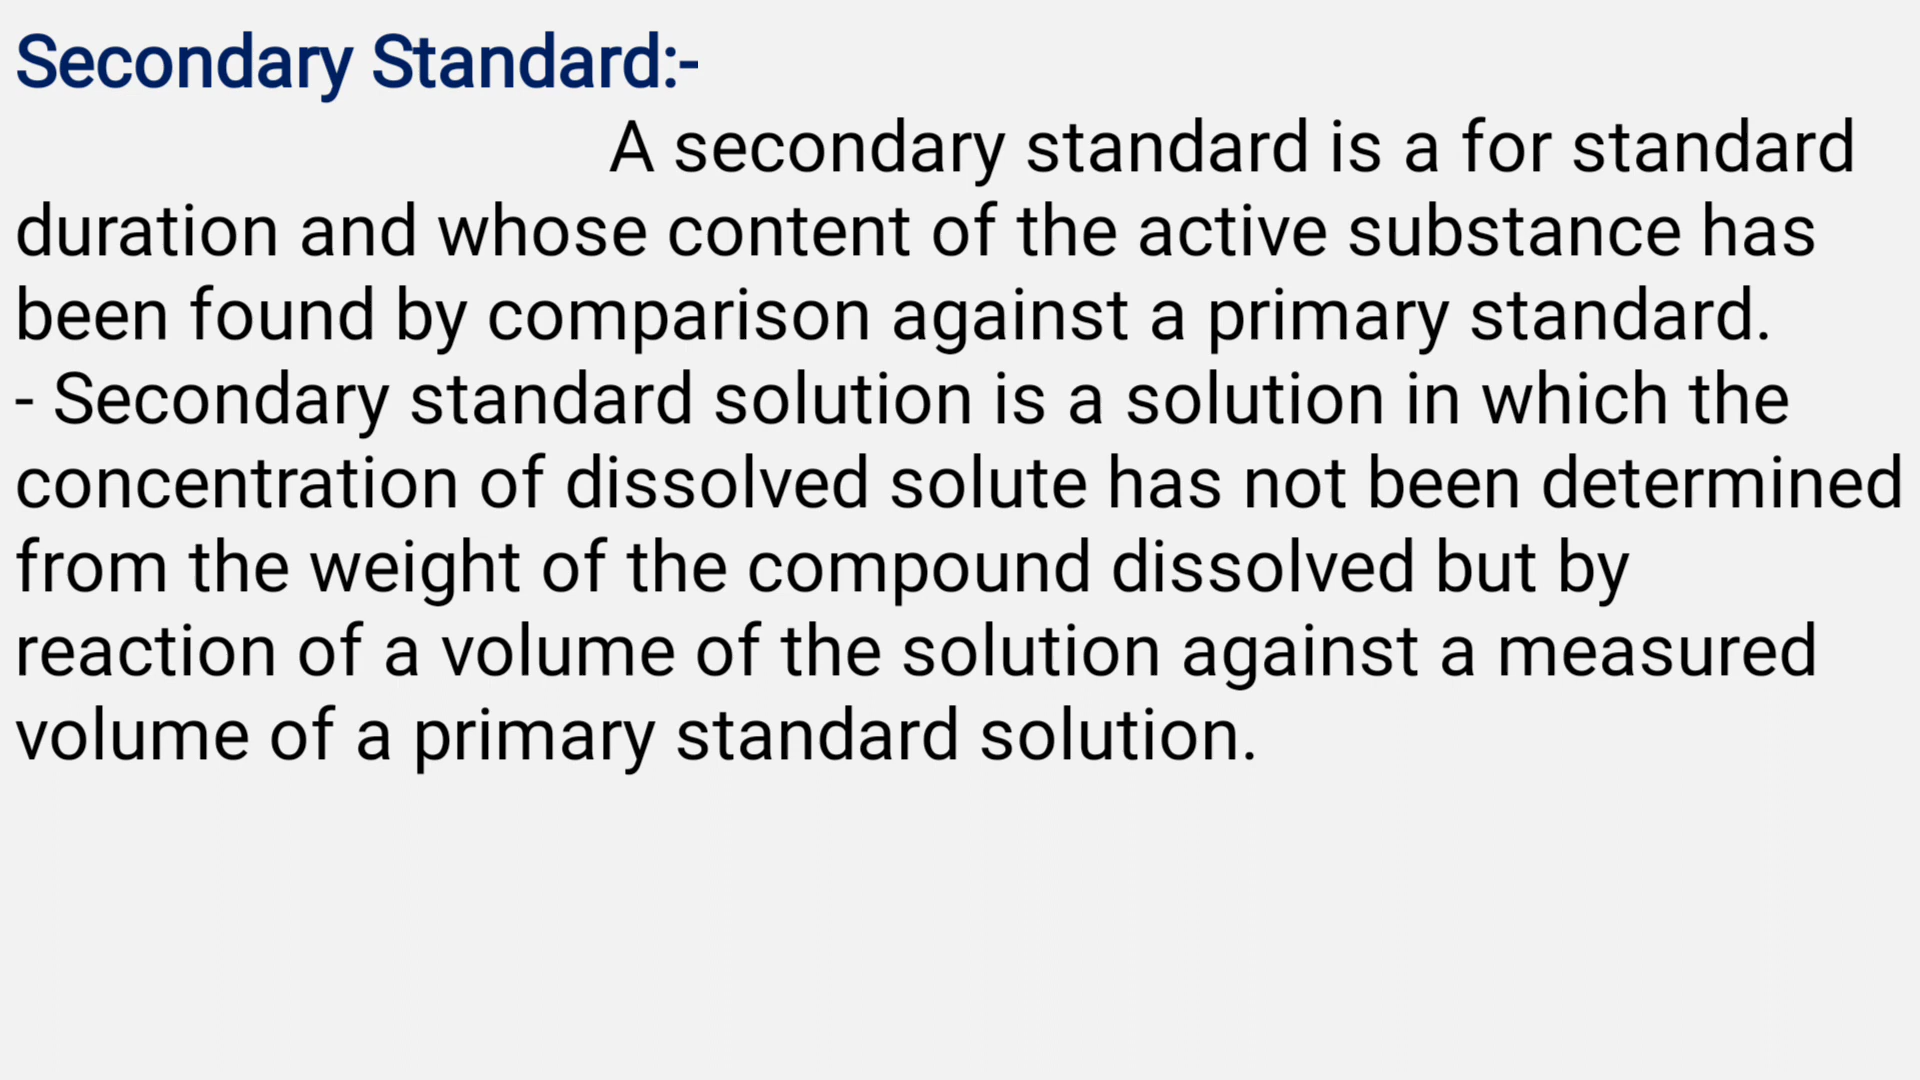 Secondary Standard:-
A secondary standard is a for standard
duration and whose content of the active substance has
been found by comparison against a primary standard.
- Secondary standard solution is a solution in which the
concentration of dissolved solute has not been determined
from the weight of the compound dissolved but by
reaction of a volume of the solution against a measured
volume of a primary standard solution.